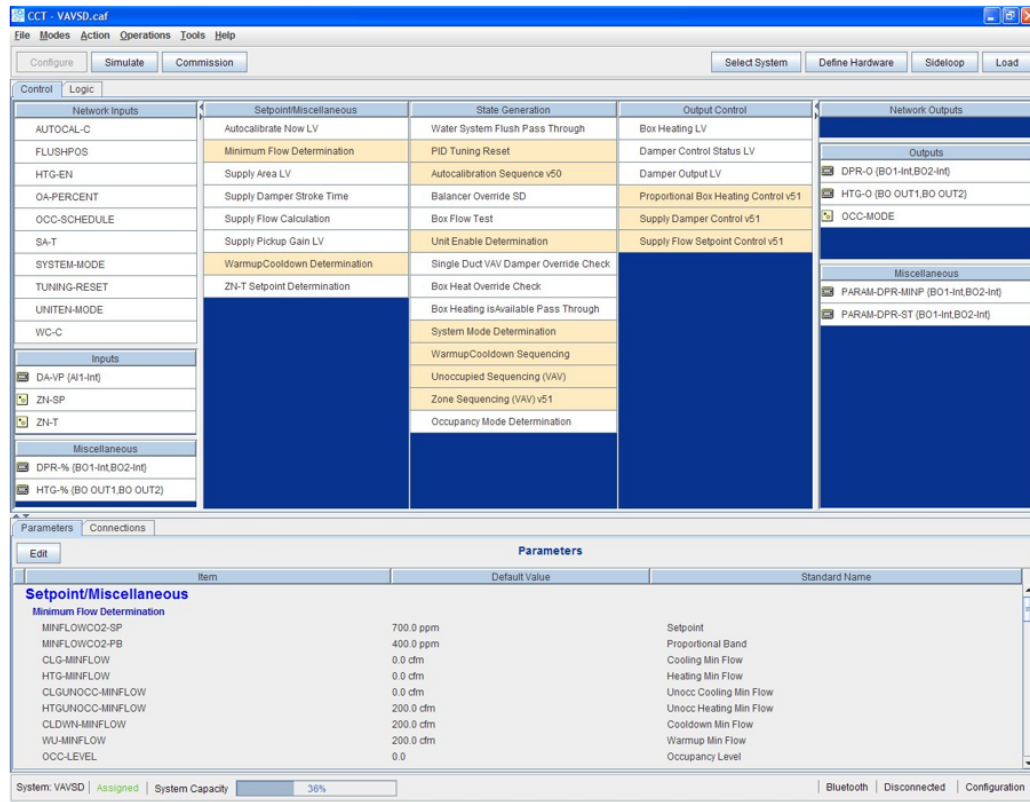 CCT - VAVSD.caf
File Modes Action Operations Tools Help
Configure Simulate Commission Select System Define Hardware Sideloop Load
Control Logic
Network Inputs
AUTOCAL-C
FLUSHPOS
HTG-EN
OA-PERCENT
OCC-SCHEDULE
SA-T
SYSTEM-MODE
TUNING-RESET
UNITEN-MODE
WC-C
Inputs
DA-VP {AI1-Int}
ZN-SP
ZN-T
Miscellaneous
DPR-% {BO1-Int,BO2-Int}
HTG-% {BO OUT1,BO OUT2}
Setpoint/Miscellaneous
Autocalibrate Now LV
Minimum Flow Determination
Supply Area LV
Supply Damper Stroke Time
Supply Flow Calculation
Supply Pickup Gain LV
WarmupCooldown Determination
ZN-T Setpoint Determination
State Generation
Water System Flush Pass Through
PID Tuning Reset
Autocalibration Sequence v50
Balancer Override SD
Box Flow Test
Unit Enable Determination
Single Duct VAV Damper Override Check
Box Heat Override Check
Box Heating isAvailable Pass Through
System Mode Determination
WarmupCooldown Sequencing
Unoccupied Sequencing (VAV)
Zone Sequencing (VAV) v51
Occupancy Mode Determination
Output Control
Box Heating LV
Damper Control Status LV
Damper Output LV
Proportional Box Heating Control v51
Supply Damper Control v51
Supply Flow Setpoint Control v51
Network Outputs
Outputs
DPR-O {BO1-Int,BO2-Int}
HTG-O {BO OUT1,BO OUT2}
OCC-MODE
Miscellaneous
PARAM-DPR-MINP {BO1-Int,BO2-Int}
PARAM-DPR-ST {BO1-Int,BO2-Int}
Parameters Connections
Edit Parameters
Item Default Value Standard Name
Setpoint/Miscellaneous
Minimum Flow Determination
MINFLOWCO2-SP 700.0 ppm Setpoint
MINFLOWCO2-PB 400.0 ppm Proportional Band
CLG-MINFLOW 0.0 cfm Cooling Min Flow
HTG-MINFLOW 0.0 cfm Heating Min Flow
CLGUNOCC-MINFLOW 0.0 cfm Unocc Cooling Min Flow
HTGUNOCC-MINFLOW 200.0 cfm Unocc Heating Min Flow
CLDWN-MINFLOW 200.0 cfm Cooldown Min Flow
WU-MINFLOW 200.0 cfm Warmup Min Flow
OCC-LEVEL 0.0 Occupancy Level
System: VAVSD Assigned System Capacity 36% Bluetooth Disconnected Configuration